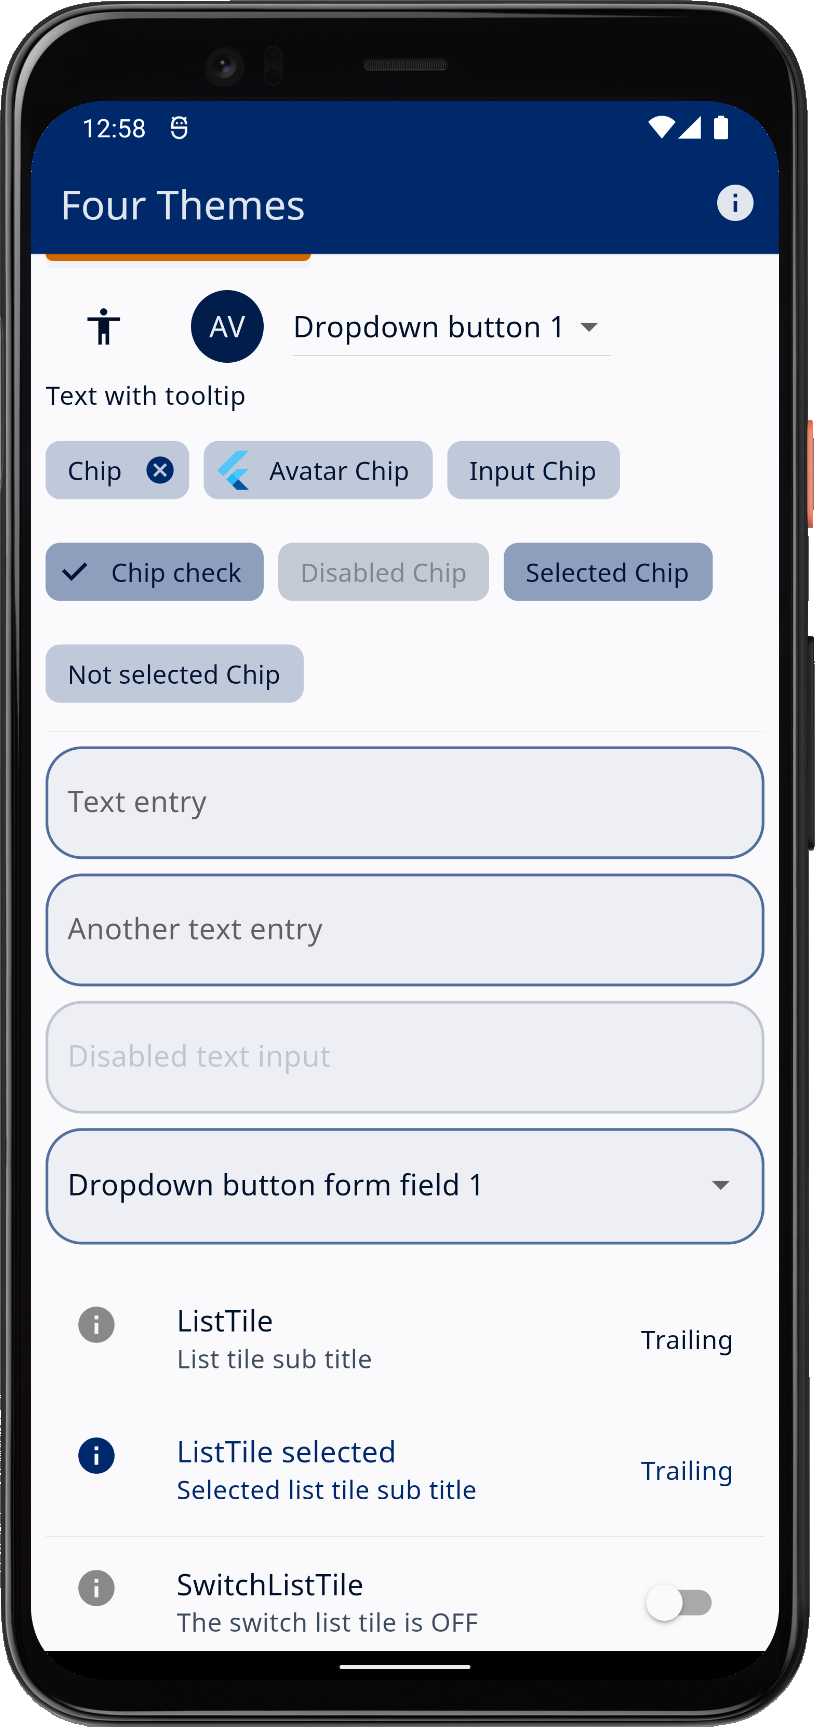 12:58
Four Themes
AV
Dropdown button 1
Text with tooltip
Chip
Avatar Chip
Input Chip
Chip check
Disabled Chip
Selected Chip
Not selected Chip
Text entry
Another text entry
Disabled text input
Dropdown button form field 1
ListTile
List tile sub title
Trailing
ListTile selected
Selected list tile sub title
Trailing
SwitchListTile
The switch list tile is OFF